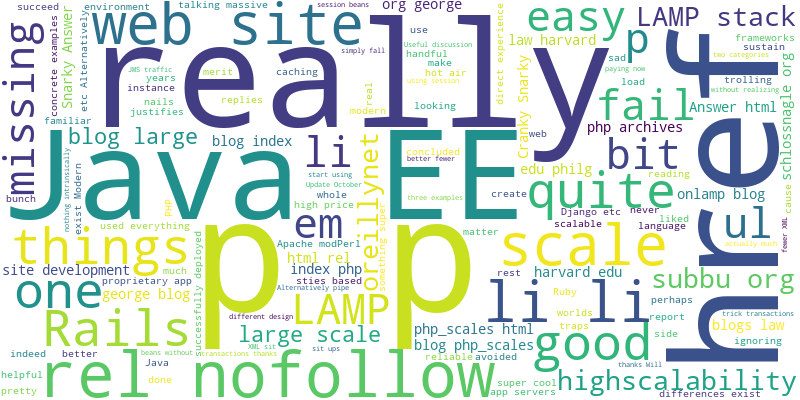 succeed
environment
talking massive
session beans
org george
easy
LAMP stack
web site
really
use
Useful discussion
handful
make
hot air
using session
law harvard
p
frameworks
sustain
two categories
sad
paying now
load
without realizing
concrete examples
Snarky Answer
etc Alternatively
simply fall
JMS traffic
years
merit
caching
instance
replies
nails
justifies
real
modern
looking
direct experience
Cranky Snarky
fail
trolling
Answer html
schlossnagle org
missing
familiar
blog large
blog index
li
web
php archives
bit
href
Java EE
oreillynet
concluded
better fewer
edu philg
reading
onlamp blog
nothing intrinsically
exist Modern
bunch
start using
Update October
whole
high price
em
three examples
create
quite
Django etc
never
scalable
language
liked
cause
ul
PHP
used everything
Apache modPerl
matter
actually much
fewer XML
things
pp
something super
scale
site development
much
html rel
index php
sties based
rest
harvard edu
subbu org
one
proprietary app
george blog
successfully deployed
Alternatively pipe
LAMP
li li
Ruby
worlds
traps
perhaps
report
side
blogs law
trick transactions
ignoring
Rails
different design
large scale
php_scales html
blog php_scales
reliable
avoided
good
indeed
better
Java
beans without
transactions thanks
XML sit
sit ups
thanks Will
helpful
pretty
done
rel nofollow
super cool
app servers
highscalability
differences exist